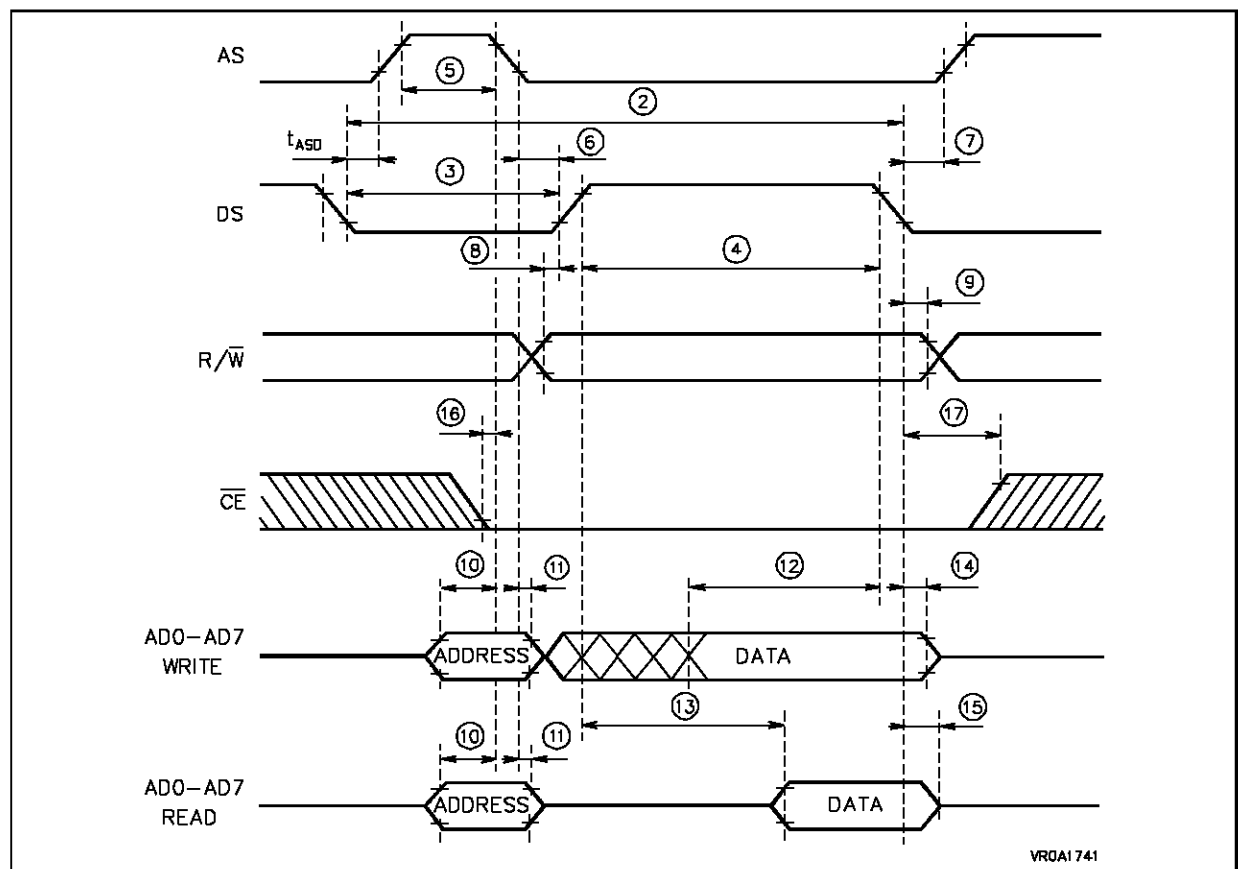 AS
⑤
②
tASD
⑥
⑦
③
DS
⑧
④
⑨
R/W̅
⑯
⑰
C̅E̅
⑩
⑪
⑫
⑭
AD0-AD7
WRITE
ADDRESS
DATA
⑬
⑮
⑩
⑪
AD0-AD7
READ
ADDRESS
DATA
VR0A1741